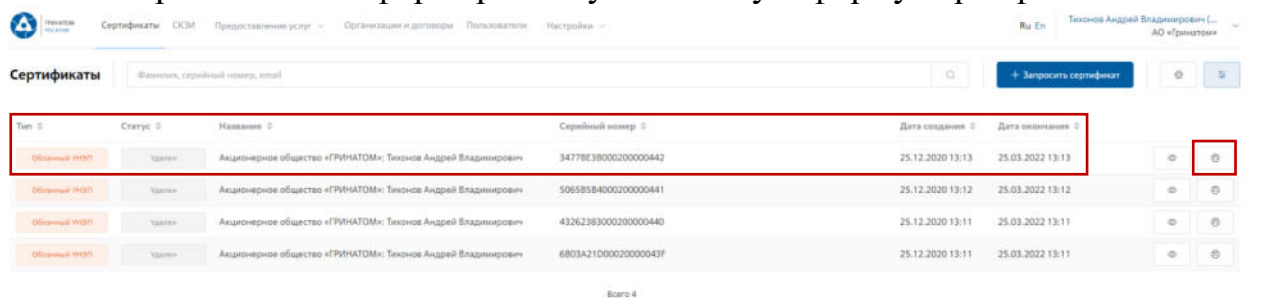 ГРИНАТОМ
РОСАТОМ
Сертификаты СКЗИ Предоставление услуг Организации и договоры Пользователи Настройки
Ru En
Тихонов Андрей Владимирович (...
АО «Гринатом»
Сертификаты
Фамилия, серийный номер, email
+ Запросить сертификат
Тип Статус Название Серийный номер Дата создания Дата окончания
Облачный УНЭП Удален Акционерное общество «ГРИНАТОМ»: Тихонов Андрей Владимирович 34778E3B000200000442 25.12.2020 13:13 25.03.2022 13:13
Облачный УНЭП Удален Акционерное общество «ГРИНАТОМ»: Тихонов Андрей Владимирович 5065B5B4000200000441 25.12.2020 13:12 25.03.2022 13:12
Облачный УНЭП Удален Акционерное общество «ГРИНАТОМ»: Тихонов Андрей Владимирович 43262383000200000440 25.12.2020 13:11 25.03.2022 13:11
Облачный УНЭП Удален Акционерное общество «ГРИНАТОМ»: Тихонов Андрей Владимирович 6B03A21D00020000043F 25.12.2020 13:11 25.03.2022 13:11
Всего 4